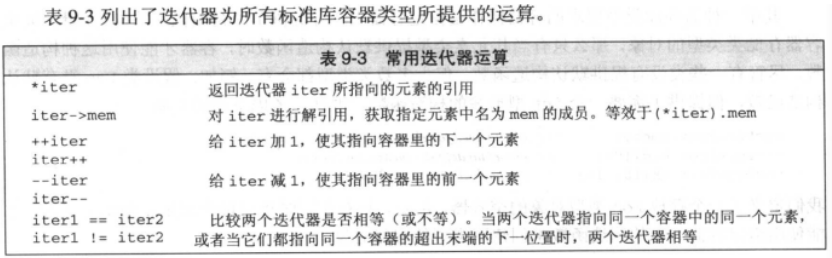 表 9-3 列出了迭代器为所有标准库容器类型所提供的运算。
表 9-3 常用迭代器运算
*iter 返回迭代器 iter 所指向的元素的引用
iter->mem 对 iter 进行解引用，获取指定元素中名为 mem 的成员。等效于(*iter).mem
++iter 给 iter 加 1，使其指向容器里的下一个元素
iter++
--iter 给 iter 减 1，使其指向容器里的前一个元素
iter--
iter1 == iter2 比较两个迭代器是否相等（或不等）。当两个迭代器指向同一个容器中的同一个元素，
iter1 != iter2 或者当它们都指向同一个容器的超出末端的下一位置时，两个迭代器相等